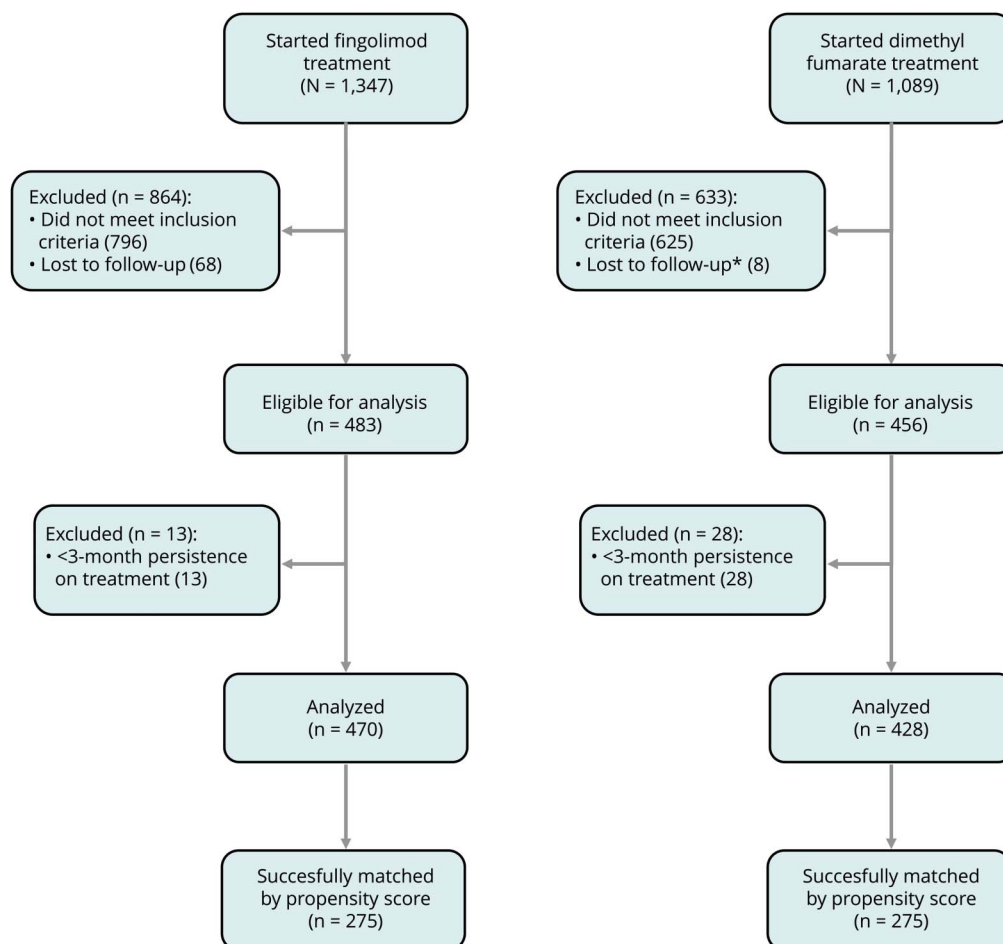 Started fingolimod
treatment
(N = 1,347)
Excluded (n = 864):
• Did not meet inclusion
criteria (796)
• Lost to follow-up (68)
Eligible for analysis
(n = 483)
Excluded (n = 13):
• <3-month persistence
on treatment (13)
Analyzed
(n = 470)
Succesfully matched
by propensity score
(n = 275)
Started dimethyl
fumarate treatment
(N = 1,089)
Excluded (n = 633):
• Did not meet inclusion
criteria (625)
• Lost to follow-up* (8)
Eligible for analysis
(n = 456)
Excluded (n = 28):
• <3-month persistence
on treatment (28)
Analyzed
(n = 428)
Succesfully matched
by propensity score
(n = 275)